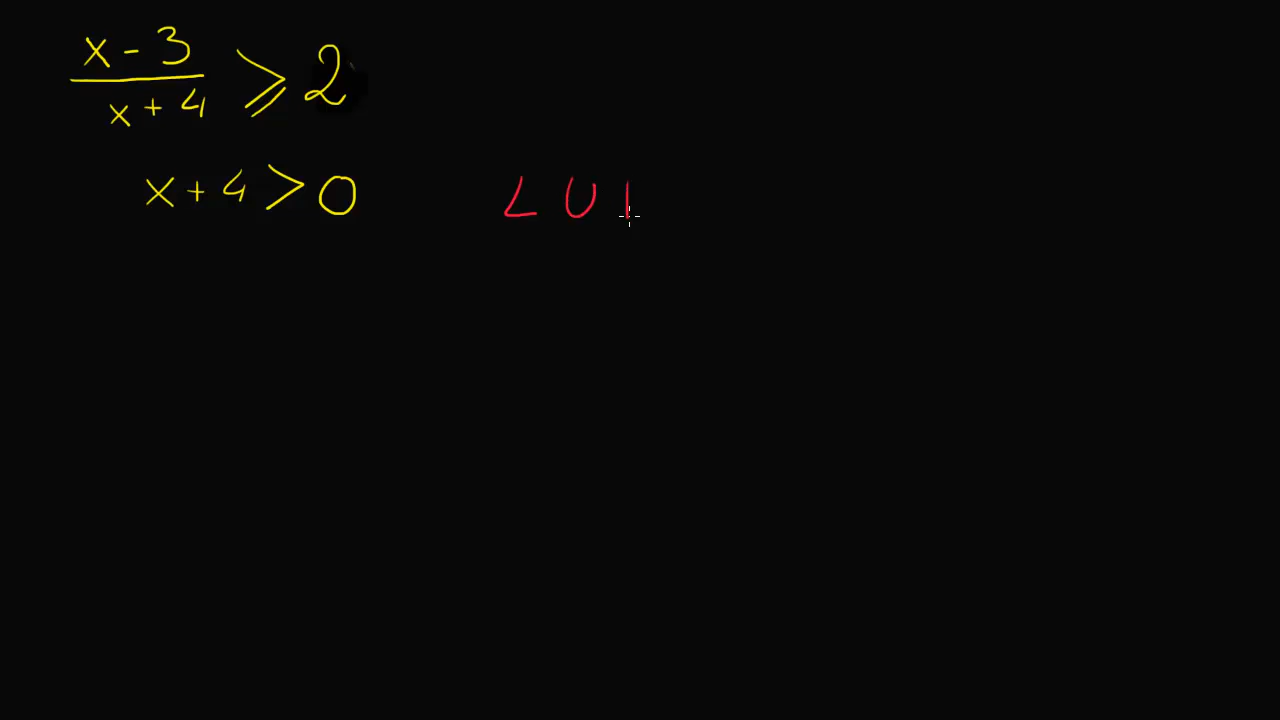 x - 3
x + 4
⩾ 2
x + 4 > 0
L U I